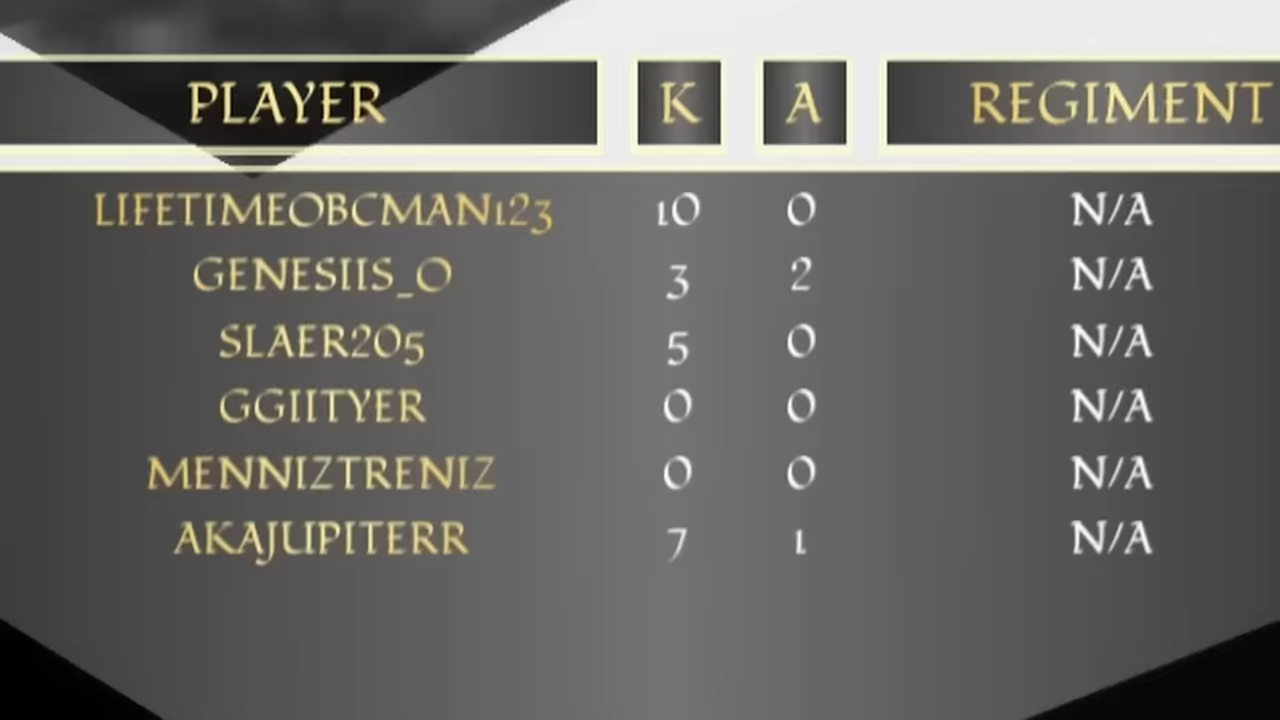 PLAYER K A REGIMENT
LIFETIMEOBCMAN123 10 0 N/A
GENESIIS_O 3 2 N/A
SLAER205 5 0 N/A
GGIITYER 0 0 N/A
MENNIZTRENIZ 0 0 N/A
AKAJUPITERR 7 1 N/A